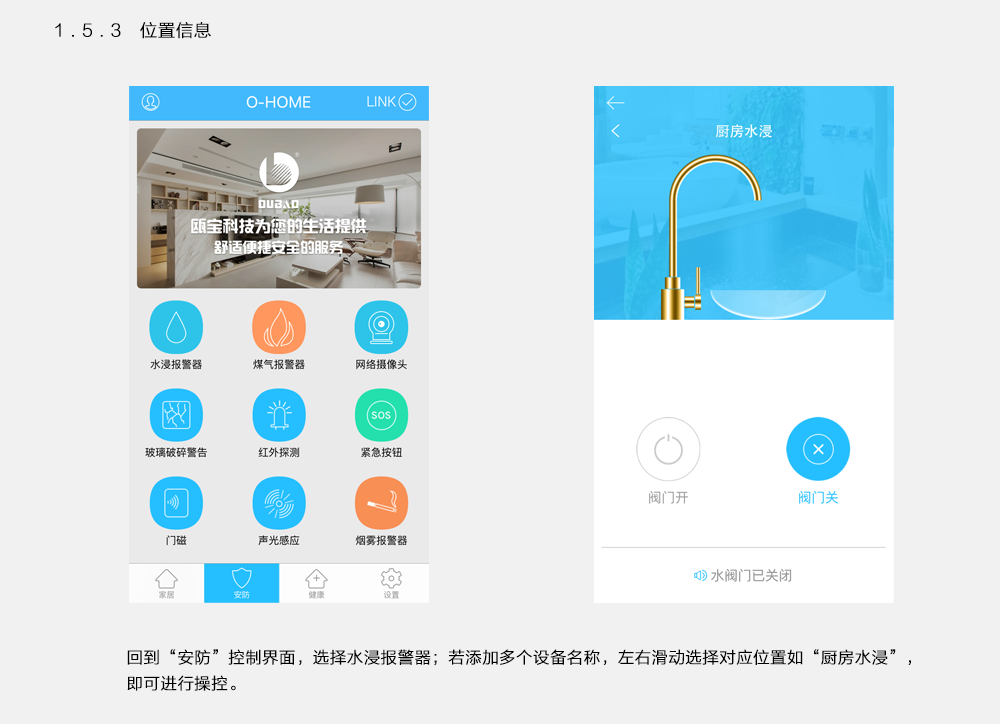 1.5.3 位置信息
O-HOME
LINK
OUBAO
瓯宝科技为您的生活提供
舒适便捷安全的服务
水浸报警器
煤气报警器
网络摄像头
SOS
玻璃破碎警告
红外探测
紧急按钮
门磁
声光感应
烟雾报警器
家居
安防
健康
设置
厨房水浸
阀门开
阀门关
水阀门已关闭
回到“安防”控制界面，选择水浸报警器；若添加多个设备名称，左右滑动选择对应位置如“厨房水浸”，
即可进行操控。